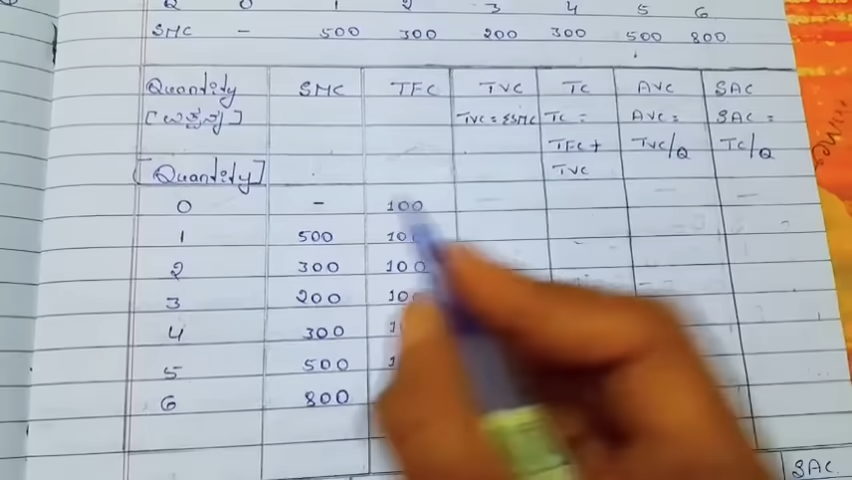 Q 0 1 2 3 4 5 6
SMC - 500 300 200 300 500 800
Quantity SMC TFC TVC TC AVC SAC
TVC = ΣSMC TC = AVC = SAC =
TFC + TVC/Q TC/Q
[Quantity] TVC
0 - 100
1 500
2 300 100
3 200
4 300
5 500
6 800
SAC